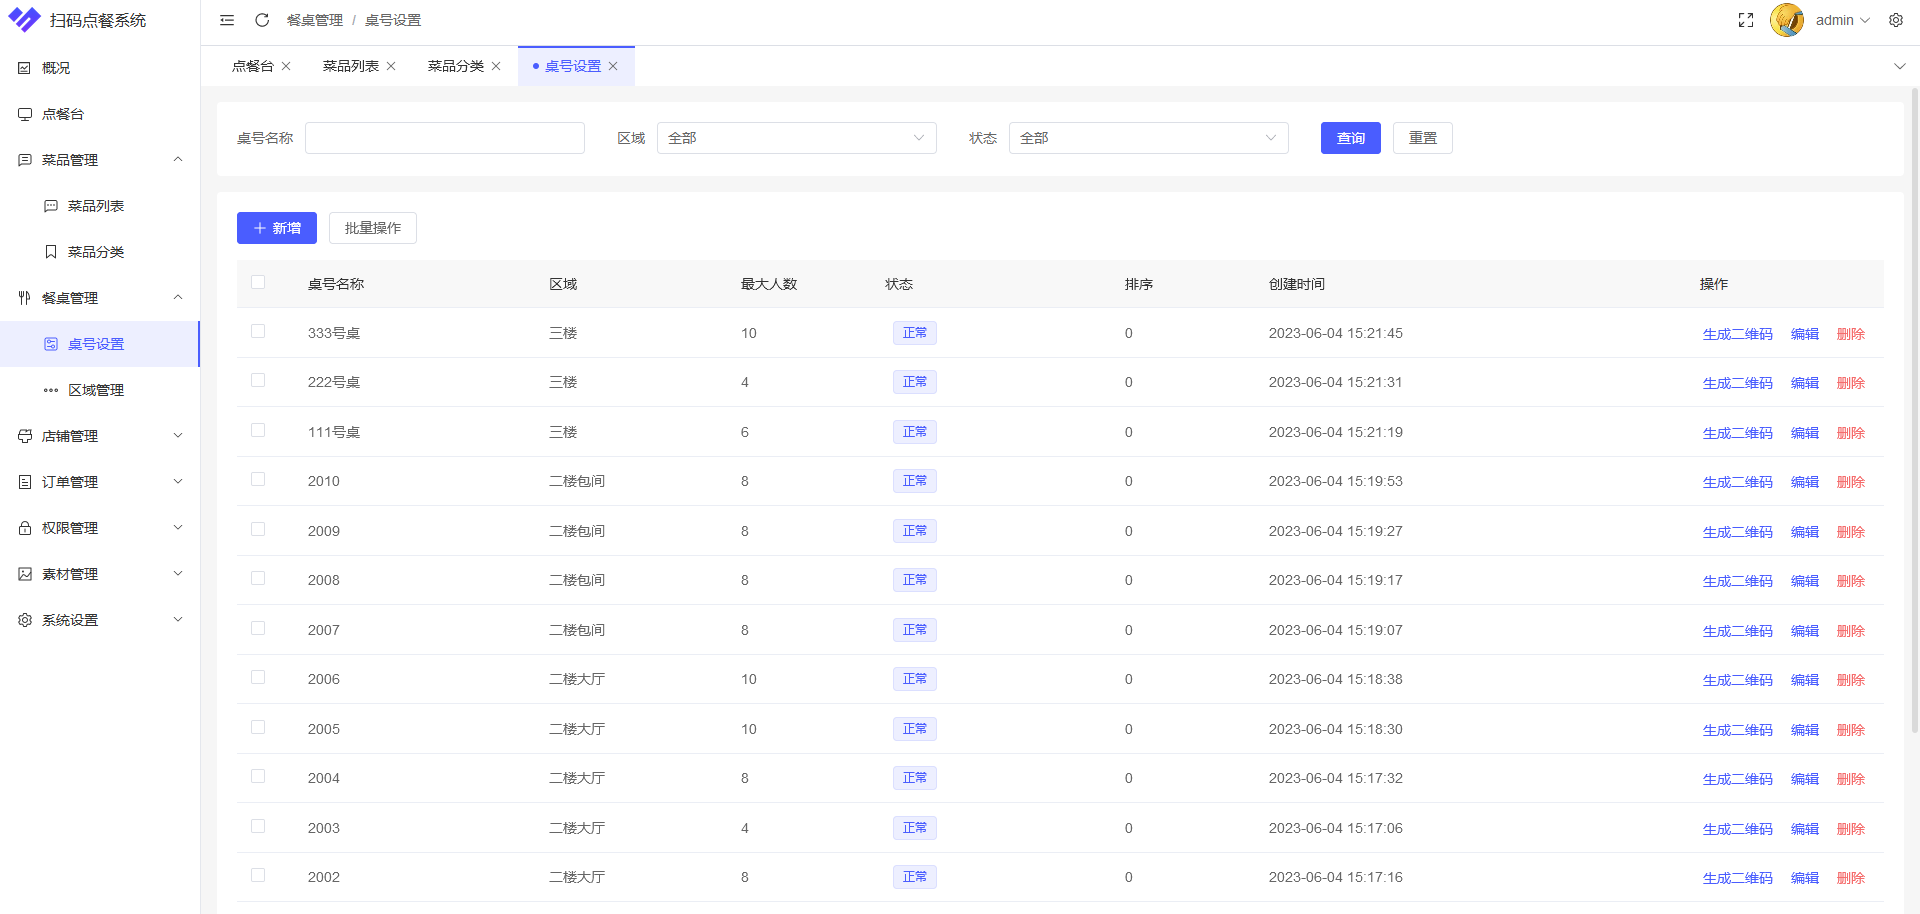 扫码点餐系统
概况
点餐台
菜品管理
菜品列表
菜品分类
餐桌管理
桌号设置
区域管理
店铺管理
订单管理
权限管理
素材管理
系统设置
餐桌管理 / 桌号设置
admin
点餐台 菜品列表 菜品分类 桌号设置
桌号名称 区域 全部 状态 全部 查询 重置
新增 批量操作
桌号名称 区域 最大人数 状态 排序 创建时间 操作
333号桌 三楼 10 正常 0 2023-06-04 15:21:45 生成二维码 编辑 删除
222号桌 三楼 4 正常 0 2023-06-04 15:21:31 生成二维码 编辑 删除
111号桌 三楼 6 正常 0 2023-06-04 15:21:19 生成二维码 编辑 删除
2010 二楼包间 8 正常 0 2023-06-04 15:19:53 生成二维码 编辑 删除
2009 二楼包间 8 正常 0 2023-06-04 15:19:27 生成二维码 编辑 删除
2008 二楼包间 8 正常 0 2023-06-04 15:19:17 生成二维码 编辑 删除
2007 二楼包间 8 正常 0 2023-06-04 15:19:07 生成二维码 编辑 删除
2006 二楼大厅 10 正常 0 2023-06-04 15:18:38 生成二维码 编辑 删除
2005 二楼大厅 10 正常 0 2023-06-04 15:18:30 生成二维码 编辑 删除
2004 二楼大厅 8 正常 0 2023-06-04 15:17:32 生成二维码 编辑 删除
2003 二楼大厅 4 正常 0 2023-06-04 15:17:06 生成二维码 编辑 删除
2002 二楼大厅 8 正常 0 2023-06-04 15:17:16 生成二维码 编辑 删除